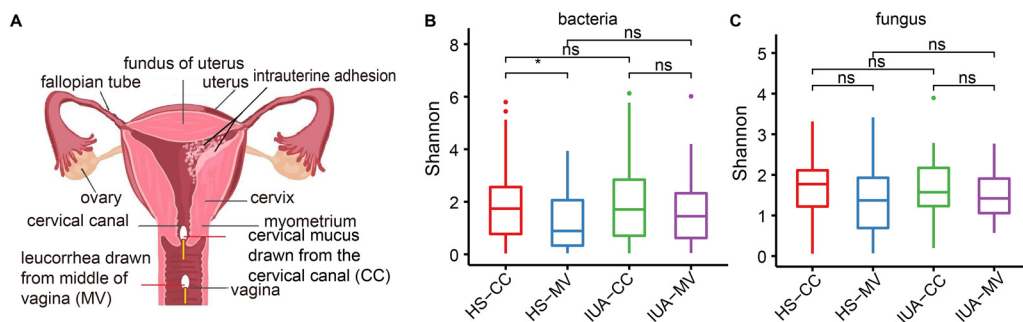 A
fundus of uterus
fallopian tube
uterus
intrauterine adhesion
ovary
cervix
cervical canal
myometrium
cervical mucus
drawn from the
cervical canal (CC)
leucorrhea drawn
from middle of
vagina (MV)
vagina
B
bacteria
Shannon
8
6
4
2
0
ns
ns
*
ns
HS-CC
HS-MV
IUA-CC
IUA-MV
C
fungus
Shannon
5
4
3
2
1
0
ns
ns
ns
ns
HS-CC
HS-MV
IUA-CC
IUA-MV